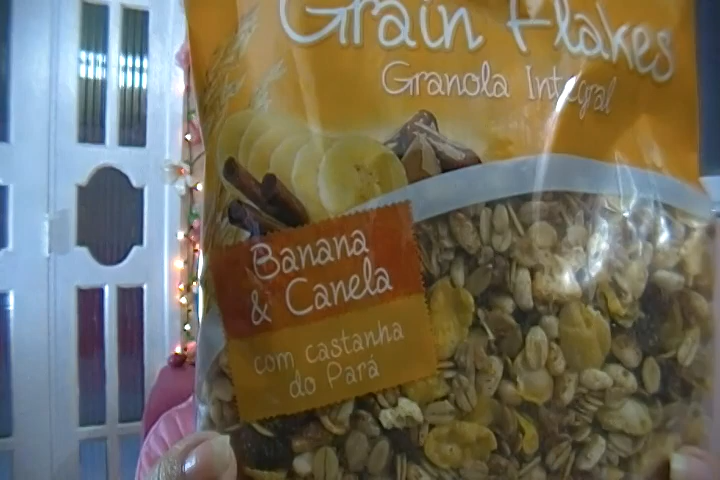 Grain Flakes
Granola Integral
Banana
& Canela
com castanha
do Pará